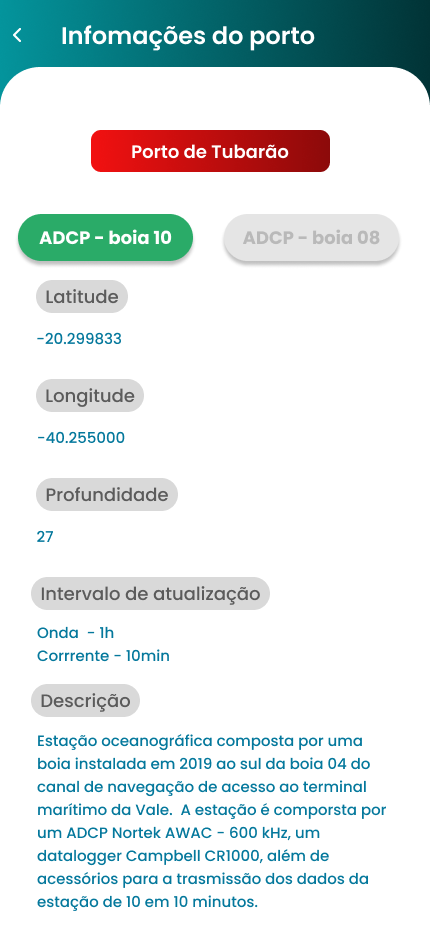 Infomações do porto
Porto de Tubarão
ADCP - boia 10
ADCP - boia 08
Latitude
-20.299833
Longitude
-40.255000
Profundidade
27
Intervalo de atualização
Onda  - 1h
Corrrente - 10min
Descrição
Estação oceanográfica composta por uma
boia instalada em 2019 ao sul da boia 04 do
canal de navegação de acesso ao terminal
marítimo da Vale.  A estação é comporsta por
um ADCP Nortek AWAC - 600 kHz, um
datalogger Campbell CR1000, além de
acessórios para a trasmissão dos dados da
estação de 10 em 10 minutos.